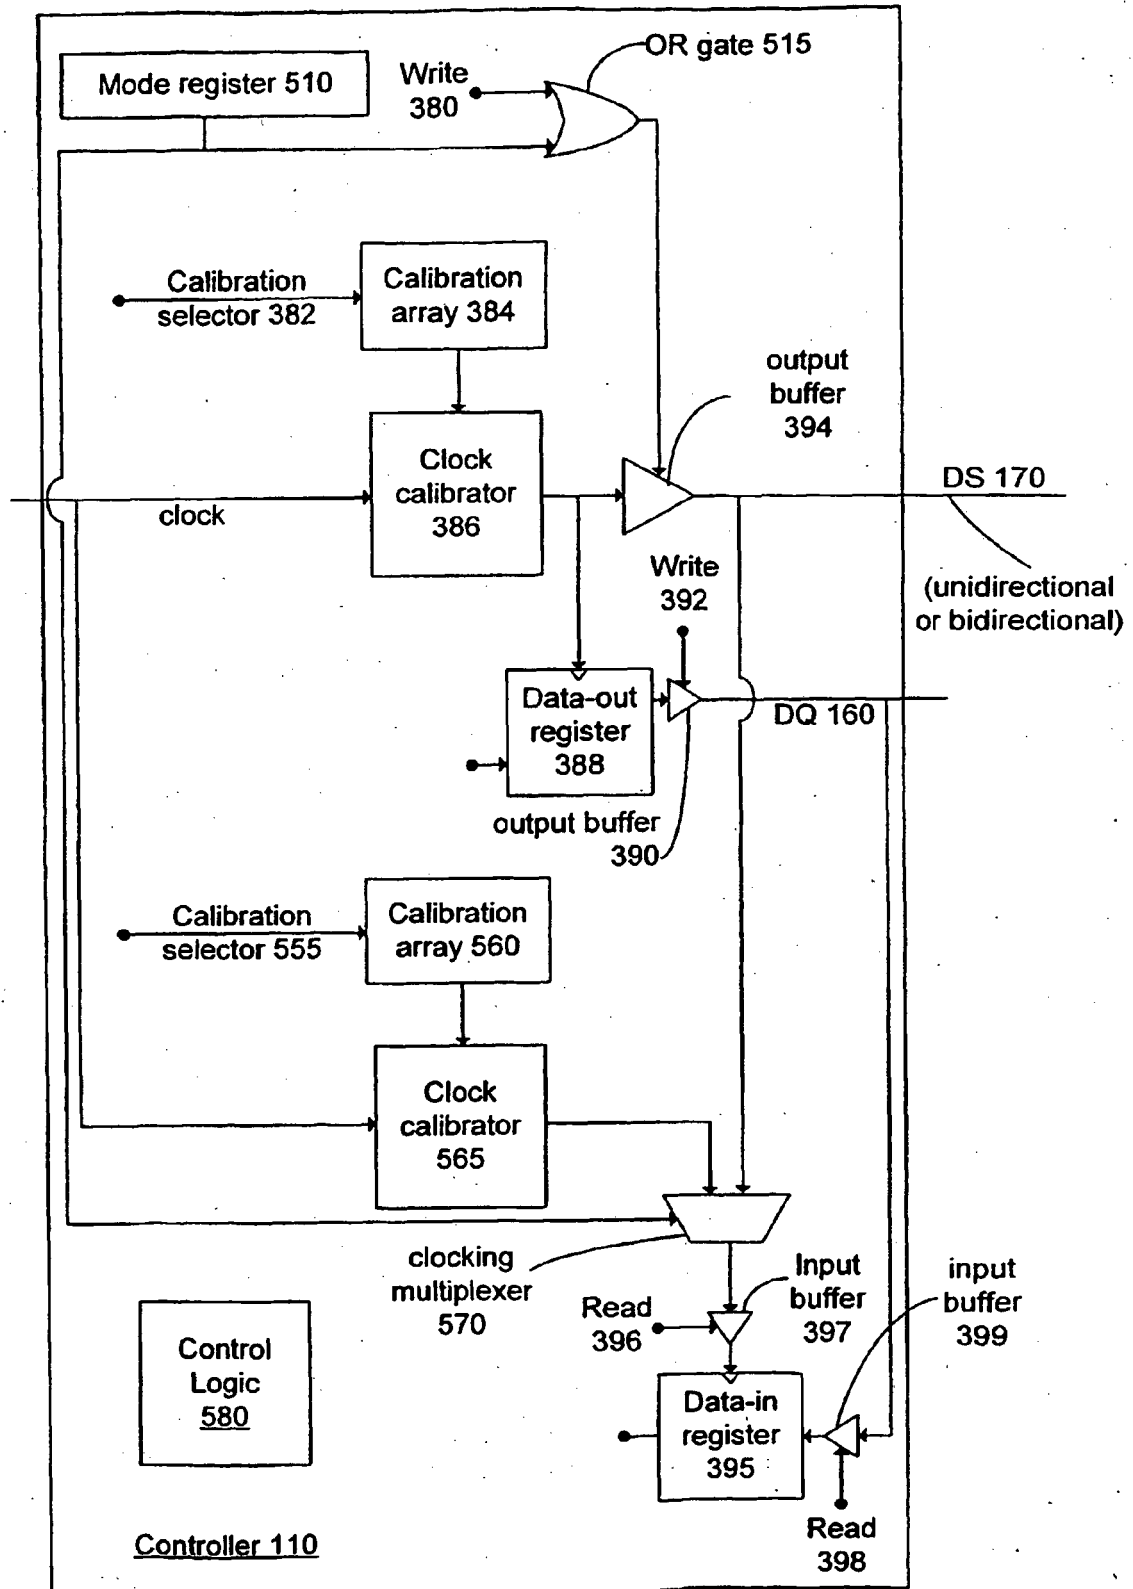 OR gate 515
Mode register 510
Write
380
Calibration
selector 382
Calibration
array 384
output
buffer
394
Clock
calibrator
386
clock
DS 170
(unidirectional
or bidirectional)
Write
392
Data-out
register
388
DQ 160
output buffer
390
Calibration
selector 555
Calibration
array 560
Clock
calibrator
565
clocking
multiplexer
570
Read
396
Input
buffer
397
input
buffer
399
Control
Logic
580
Data-in
register
395
Read
398
Controller 110